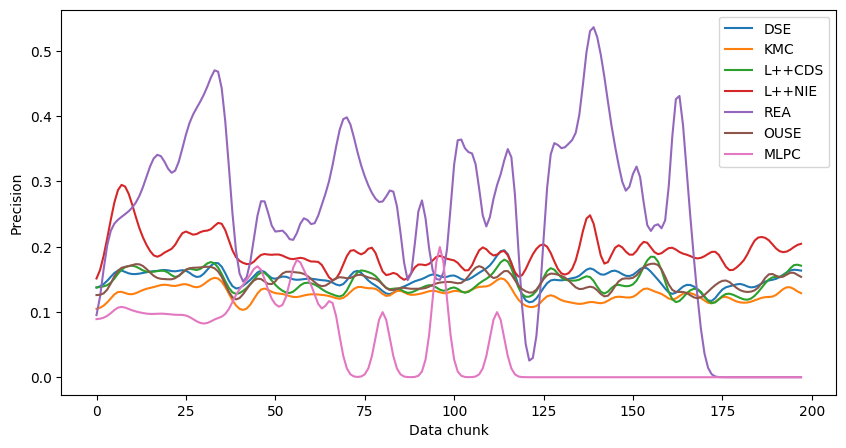 DSE
KMC
L++CDS
L++NIE
REA
OUSE
MLPC
Precision
0.5
0.4
0.3
0.2
0.1
0.0
0 25 50 75 100 125 150 175 200
Data chunk